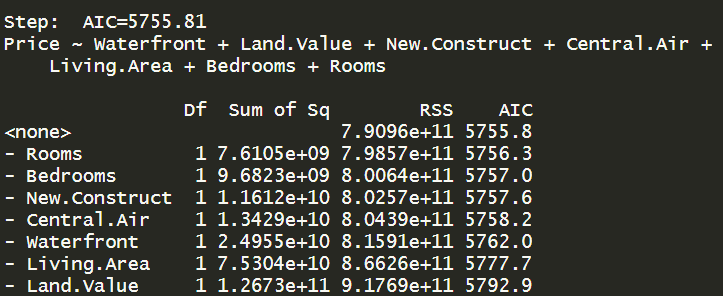 Step:  AIC=5755.81
Price ~ Waterfront + Land.Value + New.Construct + Central.Air +
    Living.Area + Bedrooms + Rooms
                Df  Sum of Sq        RSS    AIC
<none>                        7.9096e+11 5755.8
- Rooms          1 7.6105e+09 7.9857e+11 5756.3
- Bedrooms       1 9.6823e+09 8.0064e+11 5757.0
- New.Construct  1 1.1612e+10 8.0257e+11 5757.6
- Central.Air    1 1.3429e+10 8.0439e+11 5758.2
- Waterfront     1 2.4955e+10 8.1591e+11 5762.0
- Living.Area    1 7.5304e+10 8.6626e+11 5777.7
- Land.Value     1 1.2673e+11 9.1769e+11 5792.9